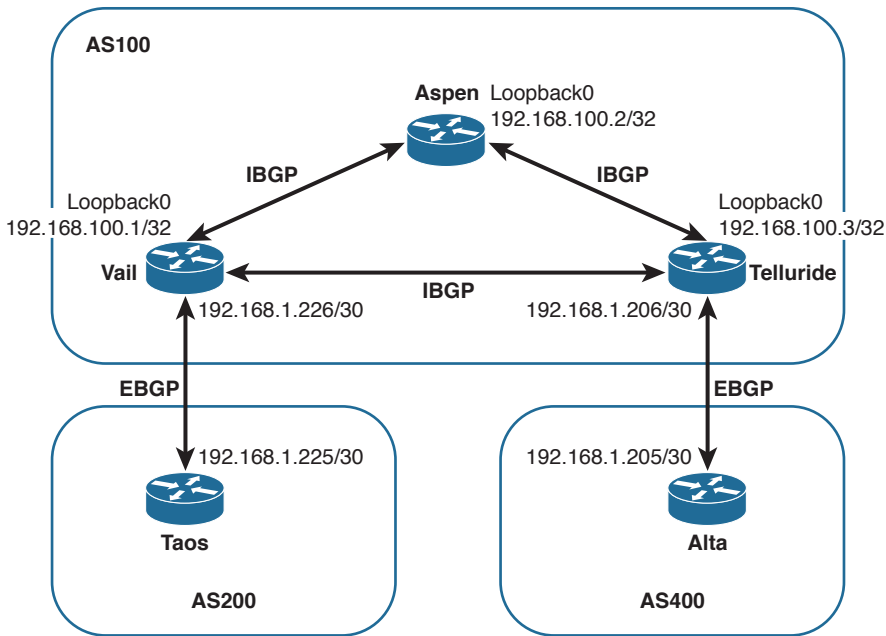 AS100
Aspen
Loopback0
192.168.100.2/32
IBGP
IBGP
Loopback0
192.168.100.1/32
Loopback0
192.168.100.3/32
Vail
Telluride
IBGP
192.168.1.226/30
192.168.1.206/30
EBGP
EBGP
192.168.1.225/30
192.168.1.205/30
Taos
Alta
AS200
AS400